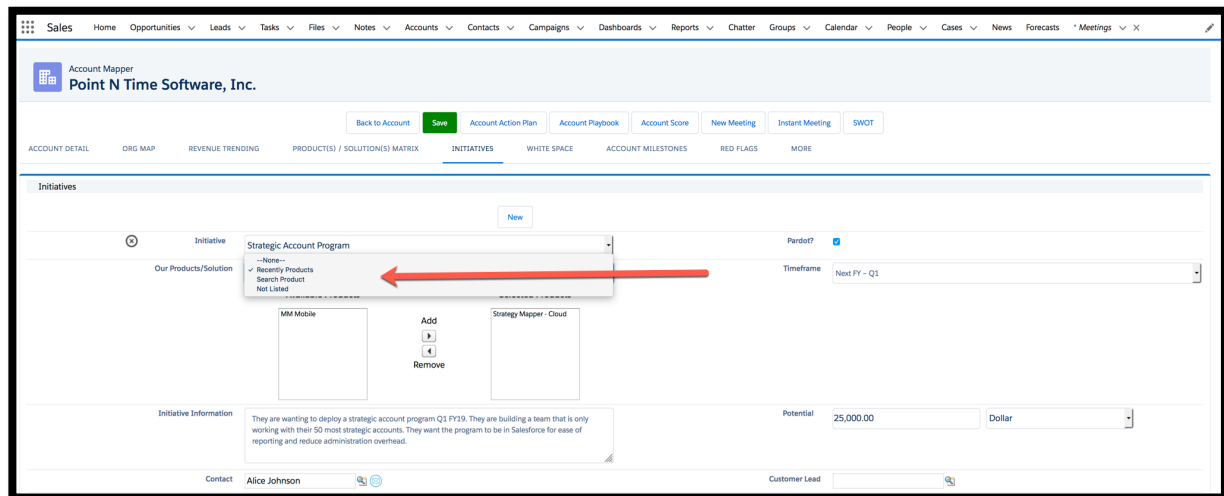 Sales Home Opportunities Leads Tasks Files Notes Accounts Contacts Campaigns Dashboards Reports Chatter Groups Calendar People Cases News Forecasts * Meetings
Account Mapper
Point N Time Software, Inc.
Back to Account Save Account Action Plan Account Playbook Account Score New Meeting Instant Meeting SWOT
ACCOUNT DETAIL ORG MAP REVENUE TRENDING PRODUCT(S) / SOLUTION(S) MATRIX INITIATIVES WHITE SPACE ACCOUNT MILESTONES RED FLAGS MORE
Initiatives
New
Initiative Strategic Account Program Pardot?
--None--
Our Products/Solution Recently Products Timeframe Next FY - Q1
Search Product
Not Listed
Available Products Selected Products
MM Mobile Add Strategy Mapper - Cloud
Remove
Initiative Information They are wanting to deploy a strategic account program Q1 FY19. They are building a team that is only Potential 25,000.00 Dollar
working with their 50 most strategic accounts. They want the program to be in Salesforce for ease of
reporting and reduce administration overhead.
Contact Alice Johnson Customer Lead